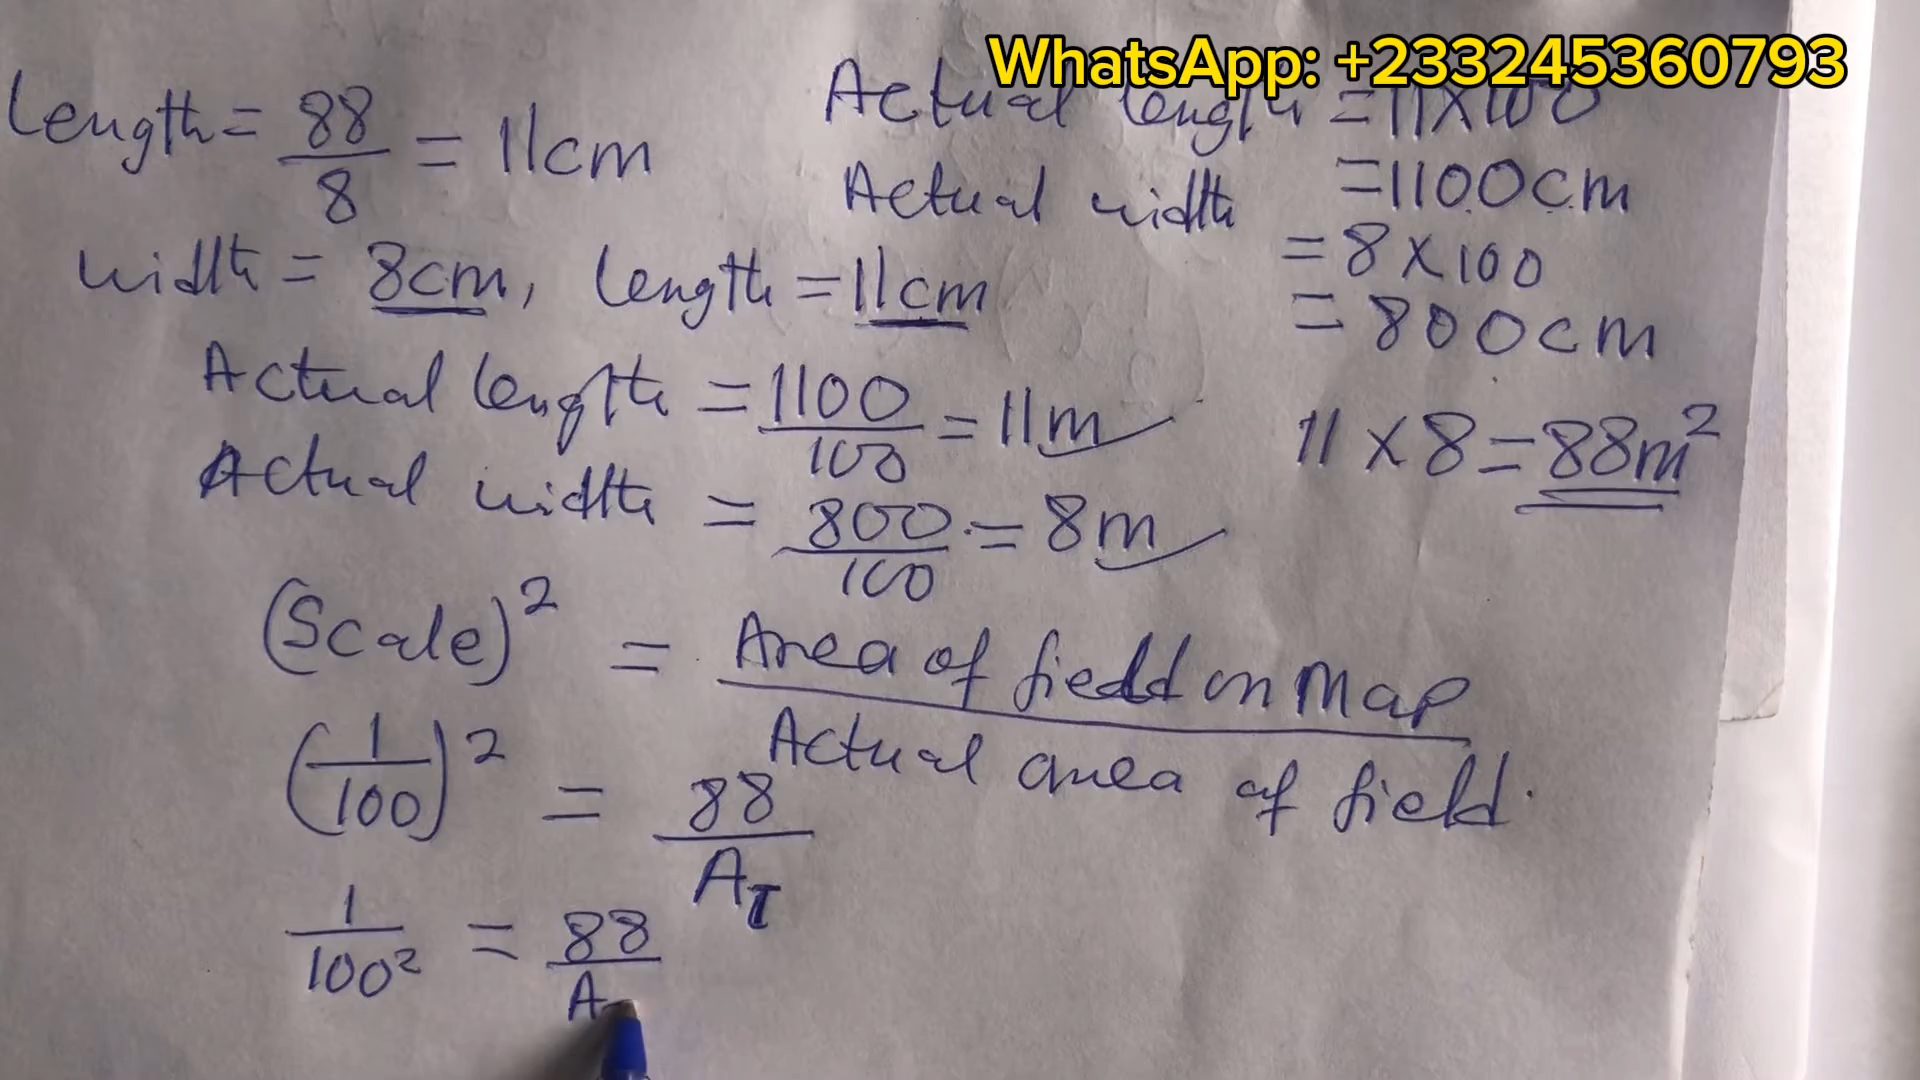 WhatsApp: +233245360793
Length = 88/8 = 11cm
Actual length = 11×100
= 1100cm
Actual width
= 8×100
= 800cm
width = 8cm, length = 11cm
Actual length = 1100/100 = 11m
11 × 8 = 88m²
Actual width = 800/100 = 8m
(Scale)² = Area of field on Map / Actual area of field.
(1/100)² = 88/A_T
1/100² = 88/A